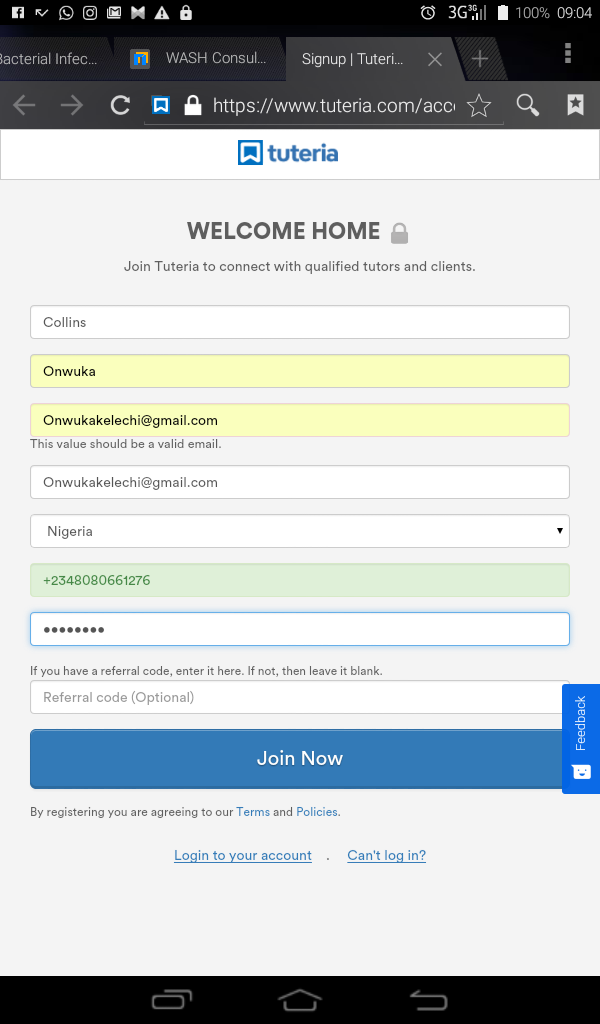 3G 3G 100% 09:04
Bacterial Infec... WASH Consul... Signup | Tuteri...
https://www.tuteria.com/acc
tuteria
WELCOME HOME
Join Tuteria to connect with qualified tutors and clients.
Collins
Onwuka
Onwukakelechi@gmail.com
This value should be a valid email.
Onwukakelechi@gmail.com
Nigeria
+2348080661276
••••••••
If you have a referral code, enter it here. If not, then leave it blank.
Referral code (Optional)
Feedback
Join Now
By registering you are agreeing to our Terms and Policies.
Login to your account . Can't log in?